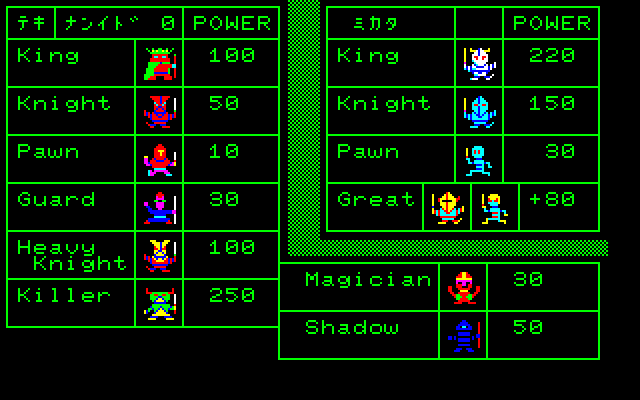 テキ ナンイド 0 POWER
King 100
Knight 50
Pawn 10
Guard 30
Heavy
Knight 100
Killer 250
ミカタ POWER
King 220
Knight 150
Pawn 30
Great +80
Magician 30
Shadow 50